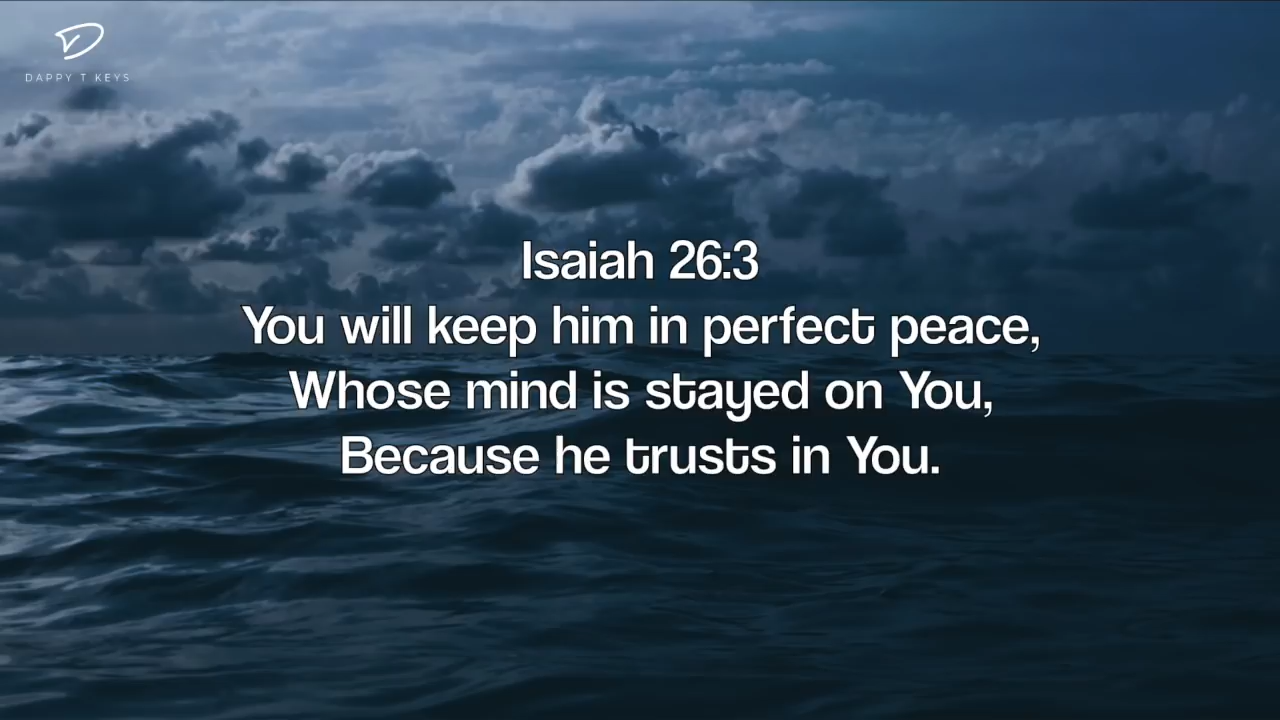 DAPPY T KEYS
Isaiah 26:3
You will keep him in perfect peace,
Whose mind is stayed on You,
Because he trusts in You.